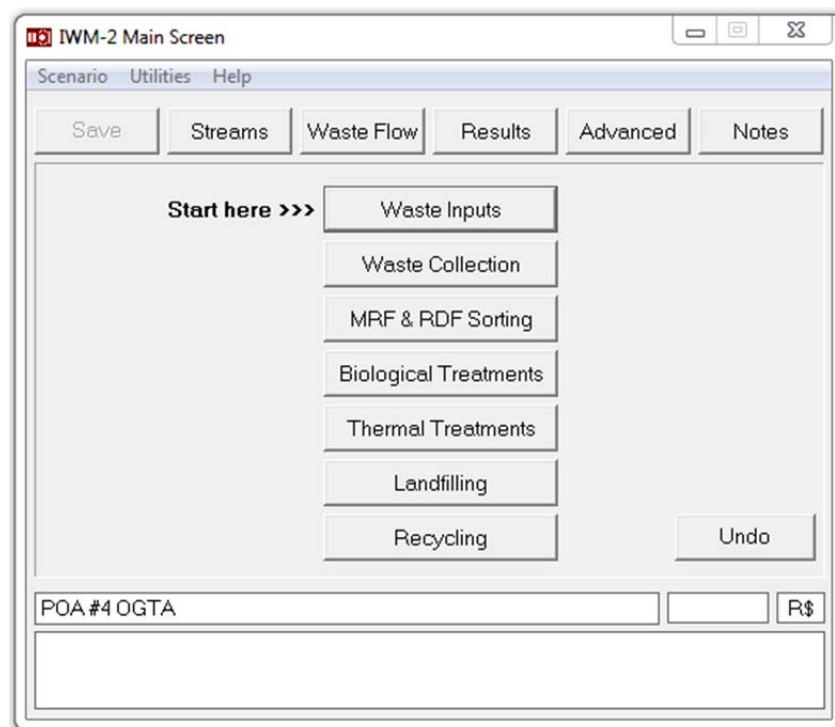 IWM-2 Main Screen
Scenario Utilities Help
Save Streams Waste Flow Results Advanced Notes
Start here >>> Waste Inputs
Waste Collection
MRF & RDF Sorting
Biological Treatments
Thermal Treatments
Landfilling
Recycling Undo
POA #4 OGTA R$